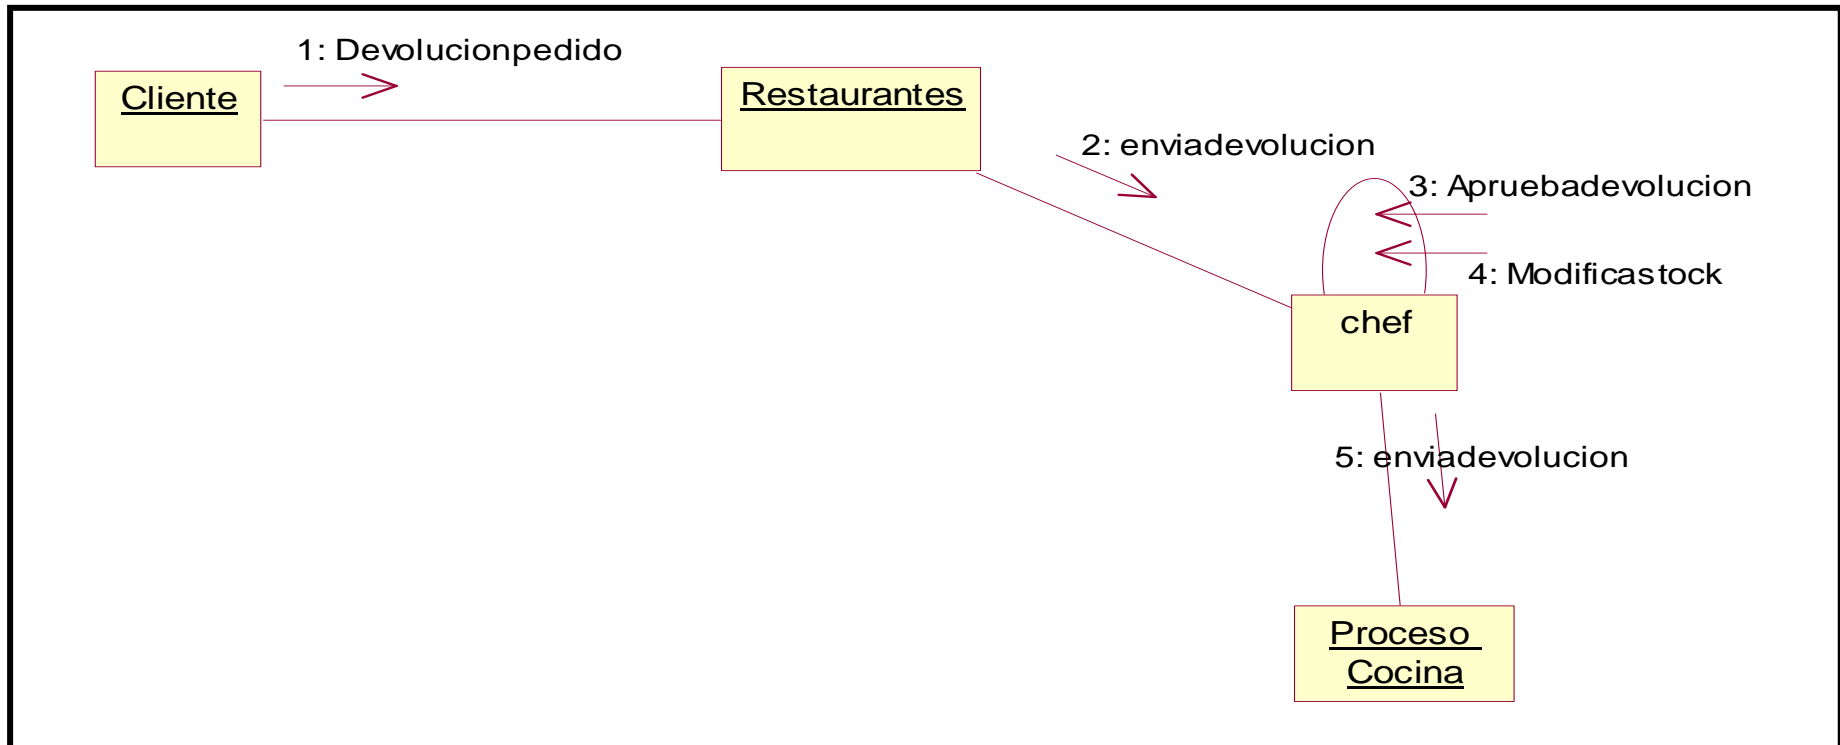 1: Devolucionpedido
Cliente
Restaurantes
2: enviadevolucion
3: Apruebadevolucion
4: Modificastock
chef
5: enviadevolucion
Proceso
Cocina